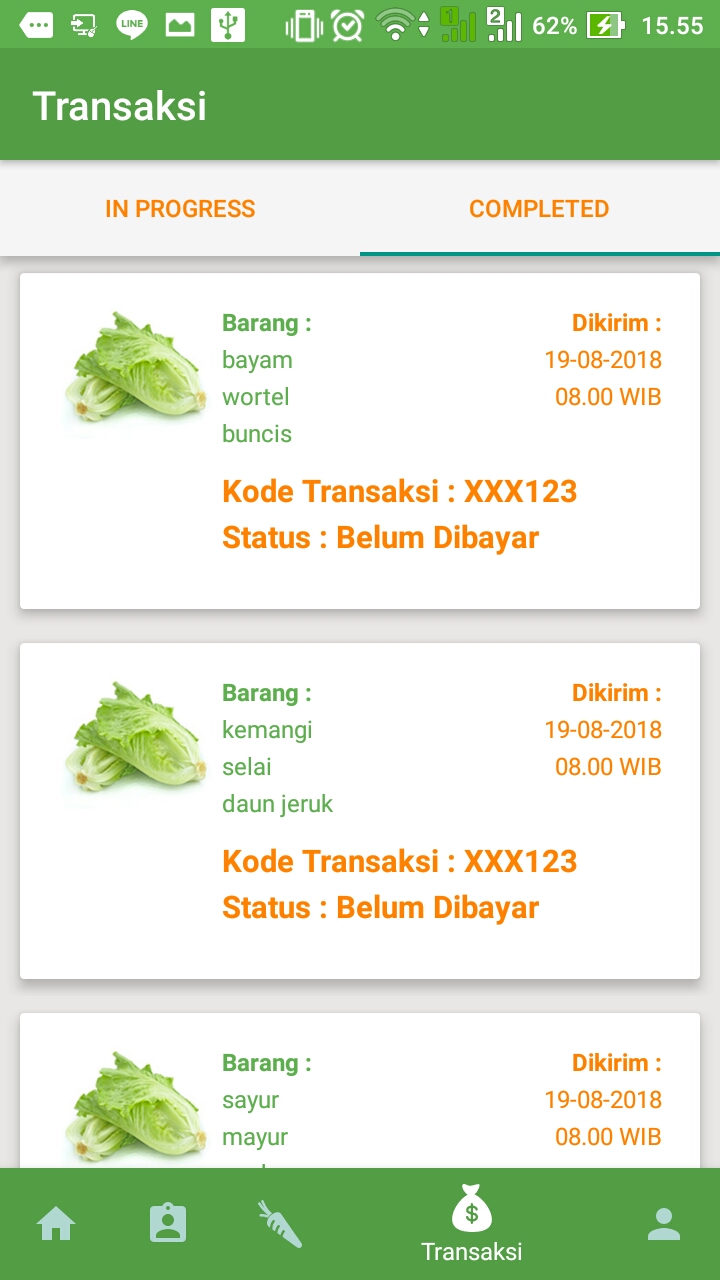 LINE
1
2
62%
15.55
Transaksi
IN PROGRESS
COMPLETED
Barang :
bayam
wortel
buncis
Dikirim :
19-08-2018
08.00 WIB
Kode Transaksi : XXX123
Status : Belum Dibayar
Barang :
kemangi
selai
daun jeruk
Dikirim :
19-08-2018
08.00 WIB
Kode Transaksi : XXX123
Status : Belum Dibayar
Barang :
sayur
mayur
Dikirim :
19-08-2018
08.00 WIB
$
Transaksi